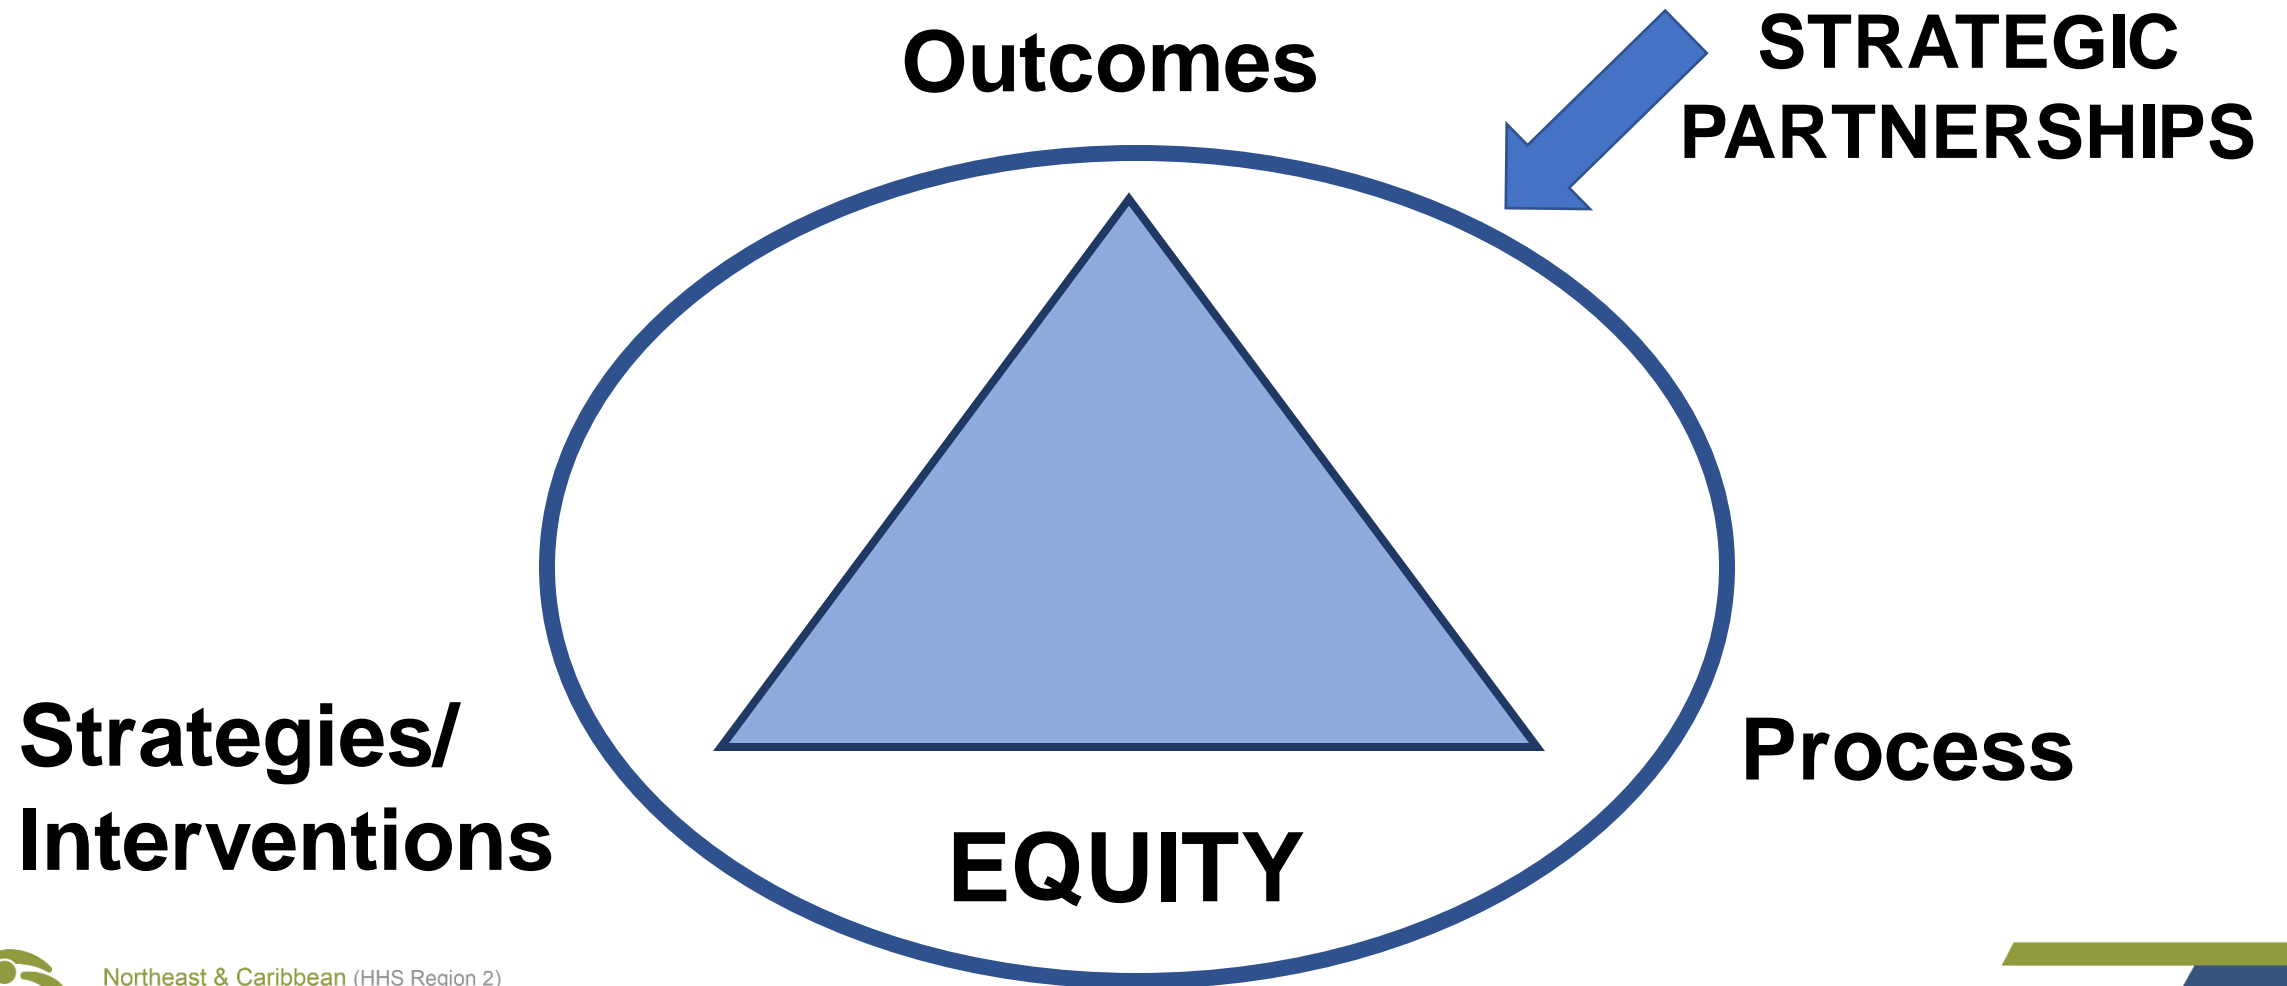 Outcomes
STRATEGIC
PARTNERSHIPS
Strategies/
Interventions
Process
EQUITY
Northeast & Caribbean (HHS Region 2)